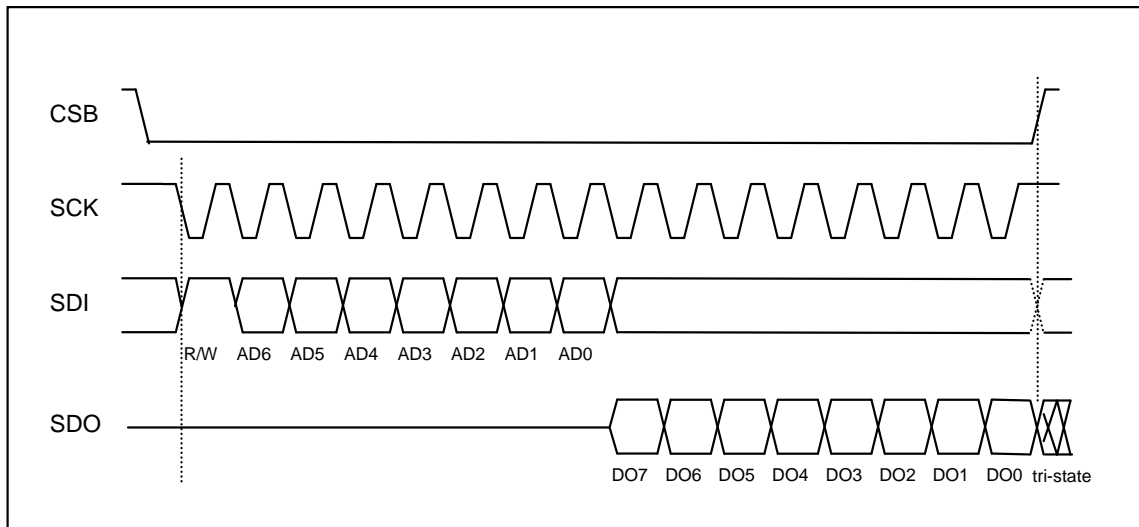 CSB
SCK
SDI
R/W AD6 AD5 AD4 AD3 AD2 AD1 AD0
SDO
DO7 DO6 DO5 DO4 DO3 DO2 DO1 DO0 tri-state